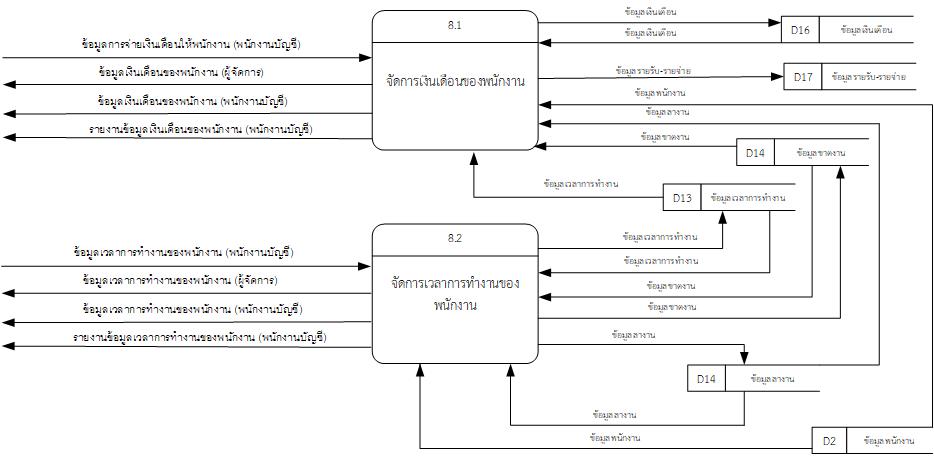 8.1
จัดการเงินเดือนของพนักงาน
ข้อมูลการจ่ายเงินเดือนให้พนักงาน (พนักงานบัญชี)
ข้อมูลเงินเดือนของพนักงาน (ผู้จัดการ)
ข้อมูลเงินเดือนของพนักงาน (พนักงานบัญชี)
รายงานข้อมูลเงินเดือนของพนักงาน (พนักงานบัญชี)
ข้อมูลเงินเดือน
ข้อมูลเงินเดือน
D16 ข้อมูลเงินเดือน
ข้อมูลรายรับ-รายจ่าย
D17 ข้อมูลรายรับ-รายจ่าย
ข้อมูลพนักงาน
ข้อมูลลางาน
ข้อมูลขาดงาน
D14 ข้อมูลขาดงาน
ข้อมูลเวลาการทำงาน
D13 ข้อมูลเวลาการทำงาน
8.2
จัดการเวลาการทำงานของ
พนักงาน
ข้อมูลเวลาการทำงานของพนักงาน (พนักงานบัญชี)
ข้อมูลเวลาการทำงานของพนักงาน (ผู้จัดการ)
ข้อมูลเวลาการทำงานของพนักงาน (พนักงานบัญชี)
รายงานข้อมูลเวลาการทำงานของพนักงาน (พนักงานบัญชี)
ข้อมูลเวลาการทำงาน
ข้อมูลเวลาการทำงาน
ข้อมูลขาดงาน
ข้อมูลขาดงาน
ข้อมูลลางาน
D14 ข้อมูลลางาน
ข้อมูลลางาน
ข้อมูลพนักงาน
D2 ข้อมูลพนักงาน